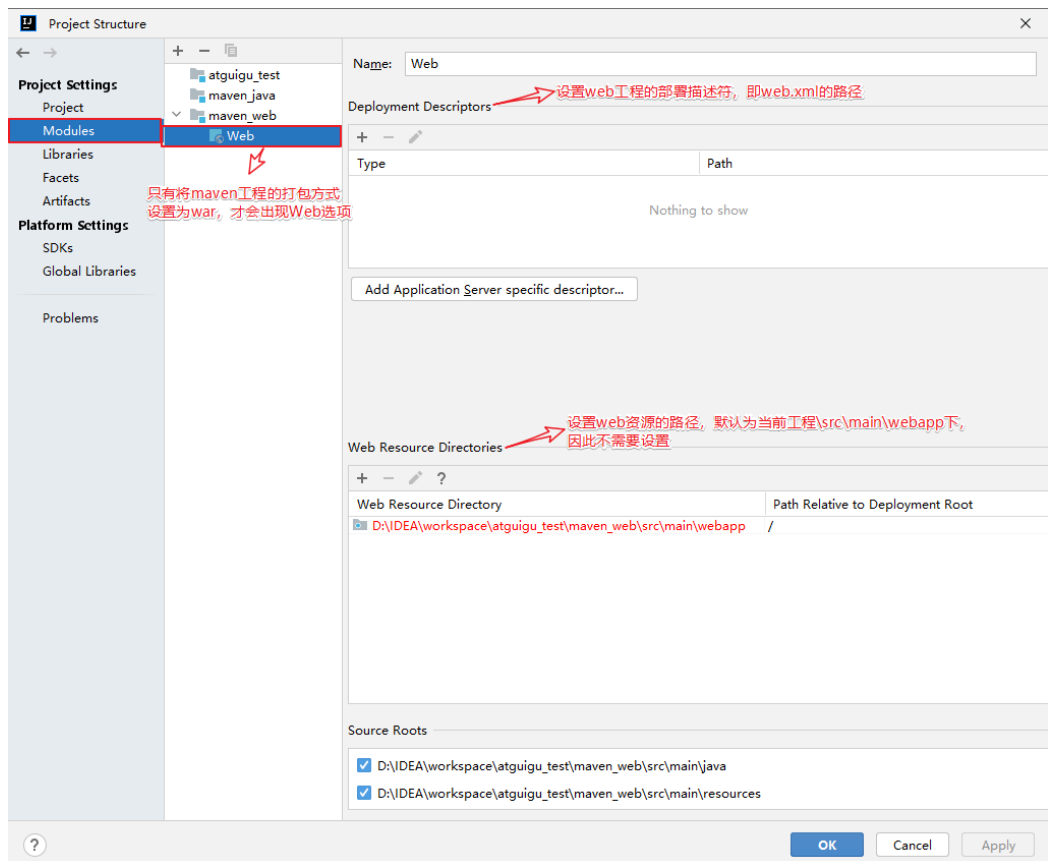 Project Structure
Project Settings
Project
Modules
Libraries
Facets
Artifacts
Platform Settings
SDKs
Global Libraries
Problems
atguigu_test
maven_java
maven_web
Web
只有将maven工程的打包方式
设置为war，才会出现Web选项
Name: Web
设置web工程的部署描述符，即web.xml的路径
Deployment Descriptors
Type Path
Nothing to show
Add Application Server specific descriptor...
设置web资源的路径，默认为当前工程\src\main\webapp下，
因此不需要设置
Web Resource Directories
Web Resource Directory Path Relative to Deployment Root
D:\IDEA\workspace\atguigu_test\maven_web\src\main\webapp /
Source Roots
D:\IDEA\workspace\atguigu_test\maven_web\src\main\java
D:\IDEA\workspace\atguigu_test\maven_web\src\main\resources
OK Cancel Apply